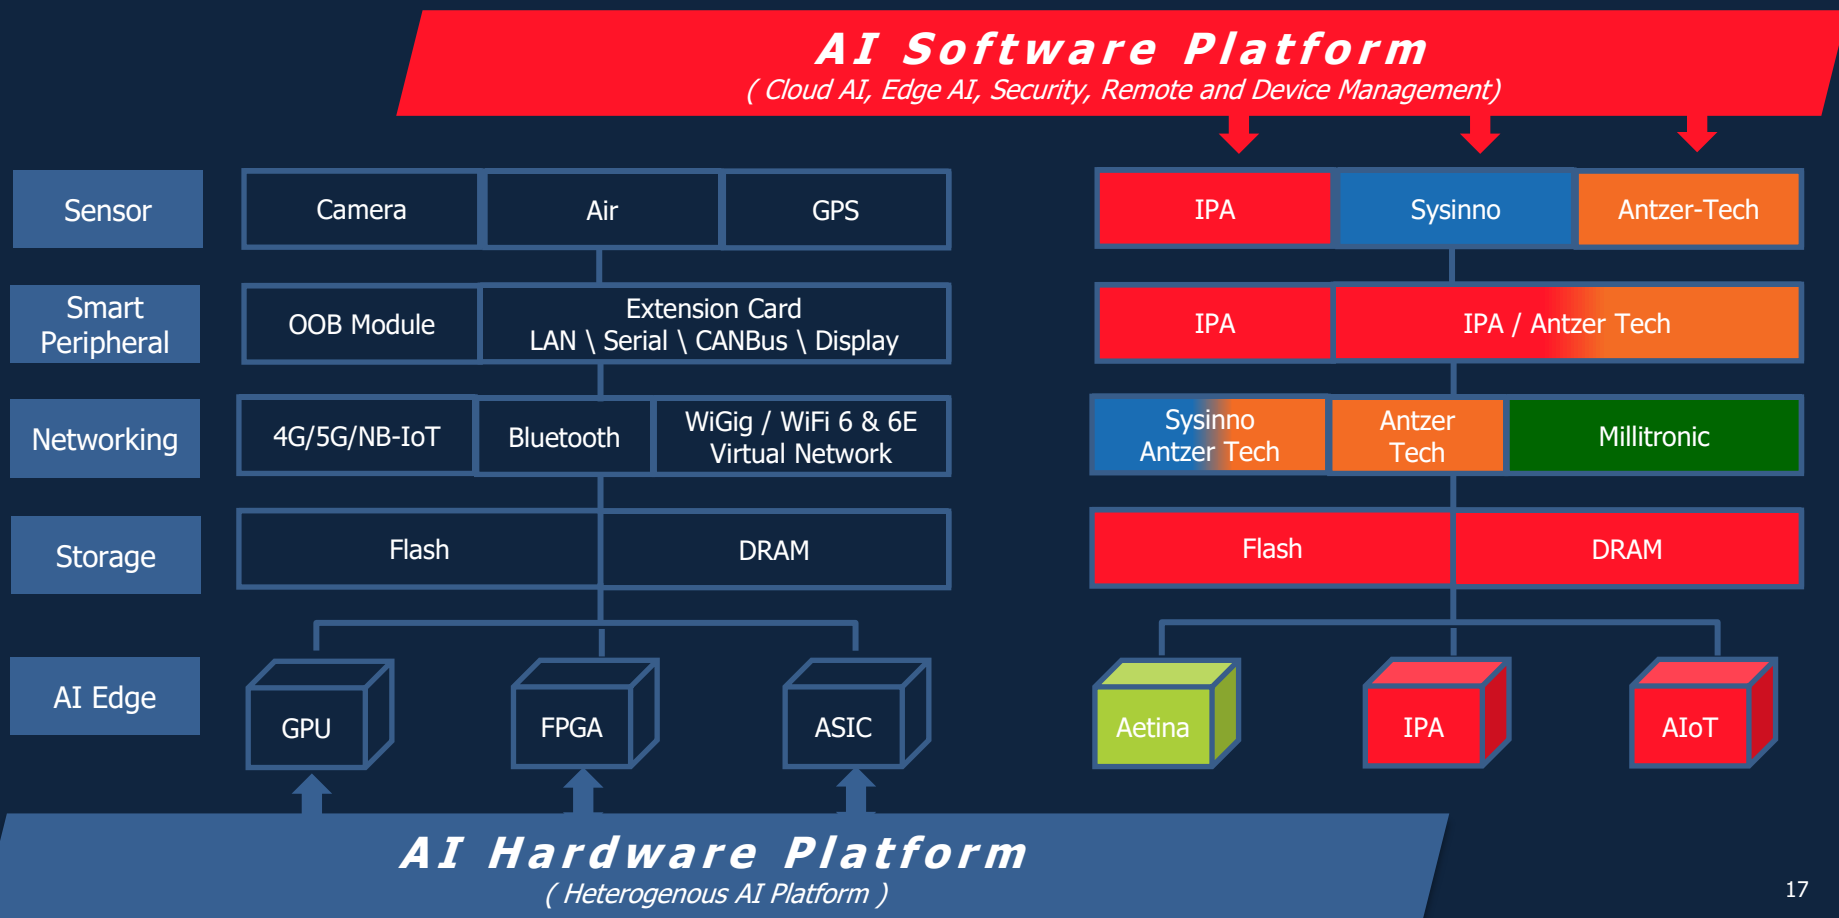 AI Software Platform
( Cloud AI, Edge AI, Security, Remote and Device Management)
Sensor
Camera
Air
GPS
IPA
Sysinno
Antzer-Tech
Smart
Peripheral
OOB Module
Extension Card
LAN \ Serial \ CANBus \ Display
IPA
IPA / Antzer Tech
Networking
4G/5G/NB-IoT
Bluetooth
WiGig / WiFi 6 & 6E
Virtual Network
Sysinno
Antzer Tech
Antzer
Tech
Millitronic
Storage
Flash
DRAM
Flash
DRAM
AI Edge
GPU
FPGA
ASIC
Aetina
IPA
AIoT
AI Hardware Platform
( Heterogenous AI Platform )
17